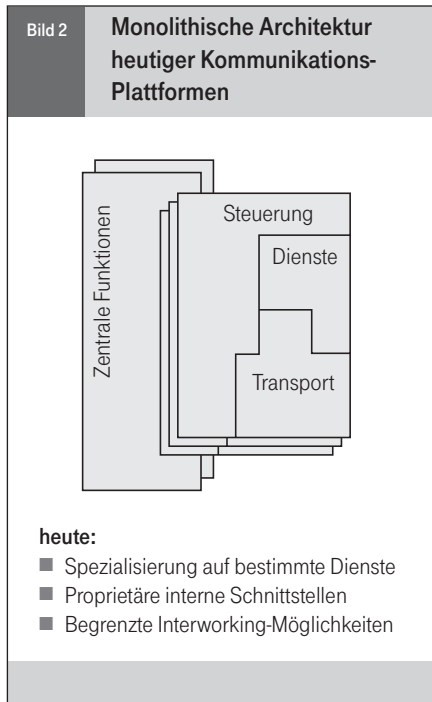 Bild 2
Monolithische Architektur
heutiger Kommunikations-
Plattformen
Zentrale Funktionen
Steuerung
Dienste
Transport
heute:
■ Spezialisierung auf bestimmte Dienste
■ Proprietäre interne Schnittstellen
■ Begrenzte Interworking-Möglichkeiten